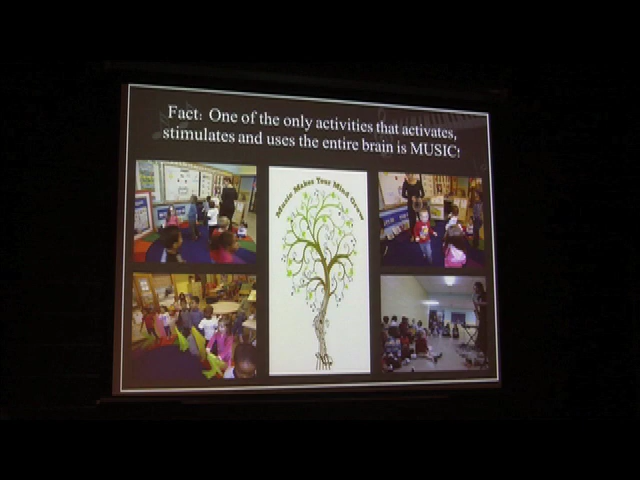 Fact: One of the only activities that activates,
stimulates and uses the entire brain is MUSIC!
Music Makes Your Mind Grow